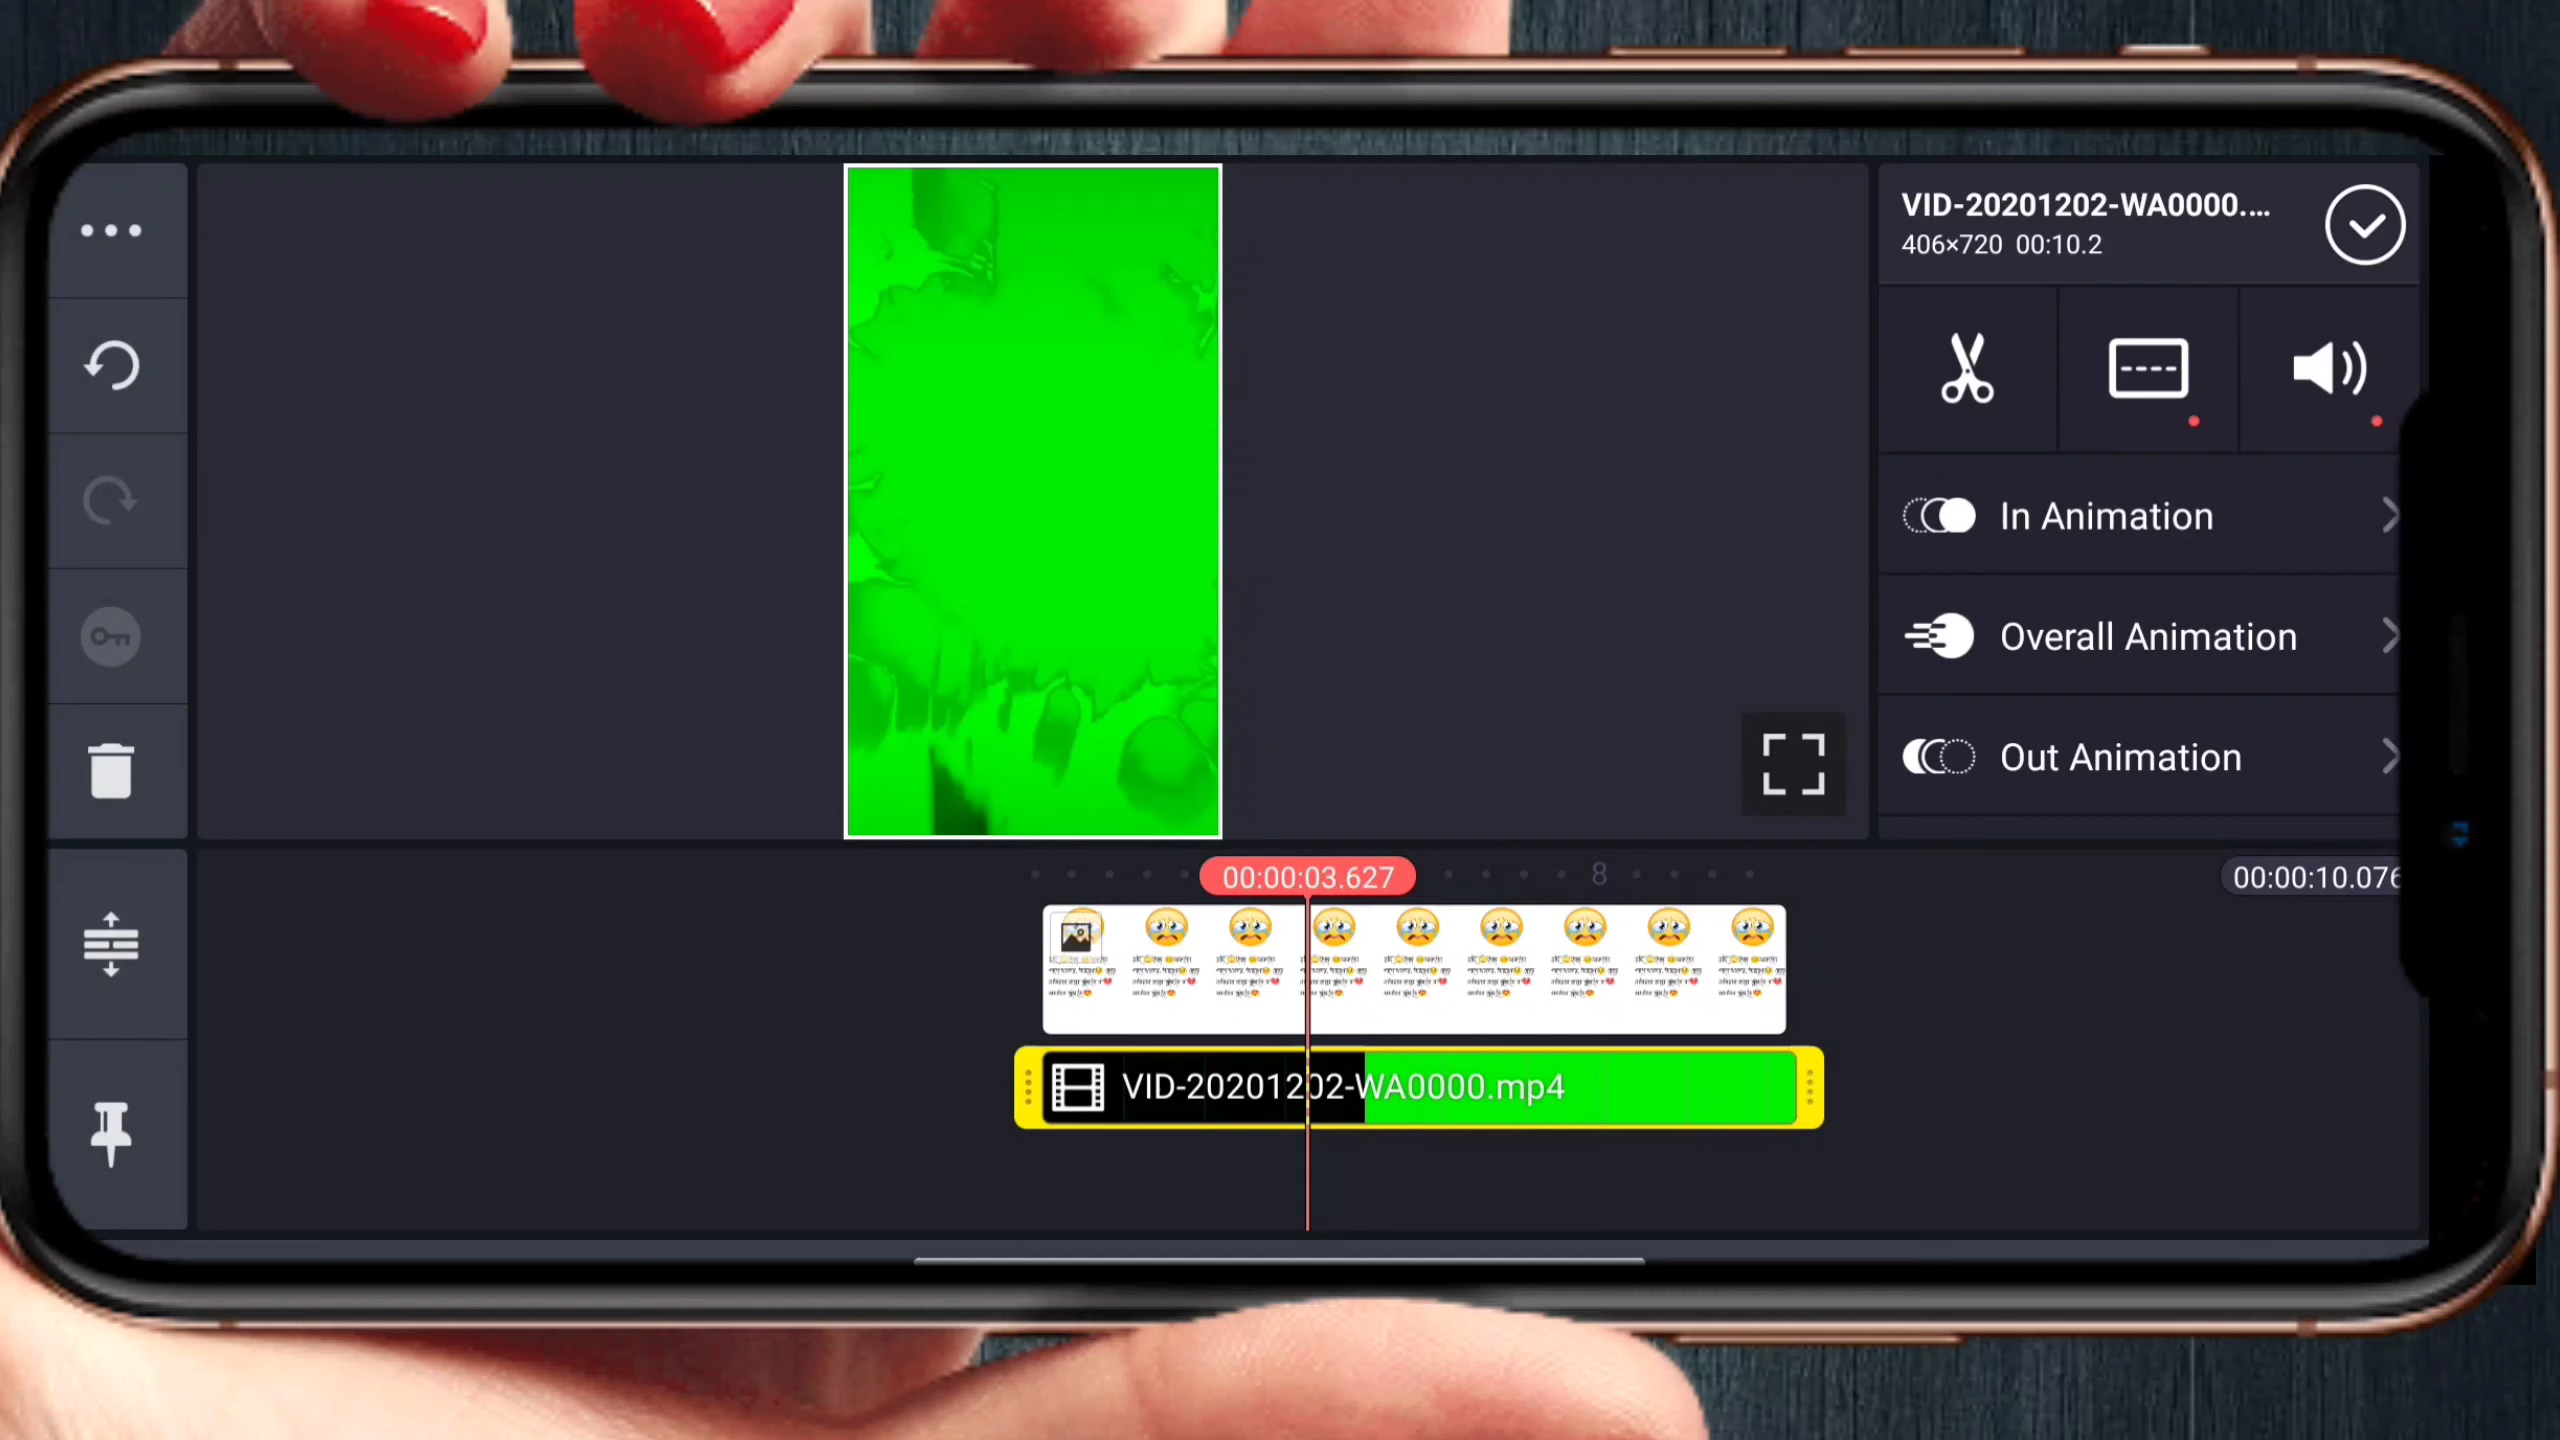 VID-20201202-WA0000....
406×720 00:10.2
In Animation
Overall Animation
Out Animation
00:00:03.627
8
00:00:10.076
VID-20201202-WA0000.mp4